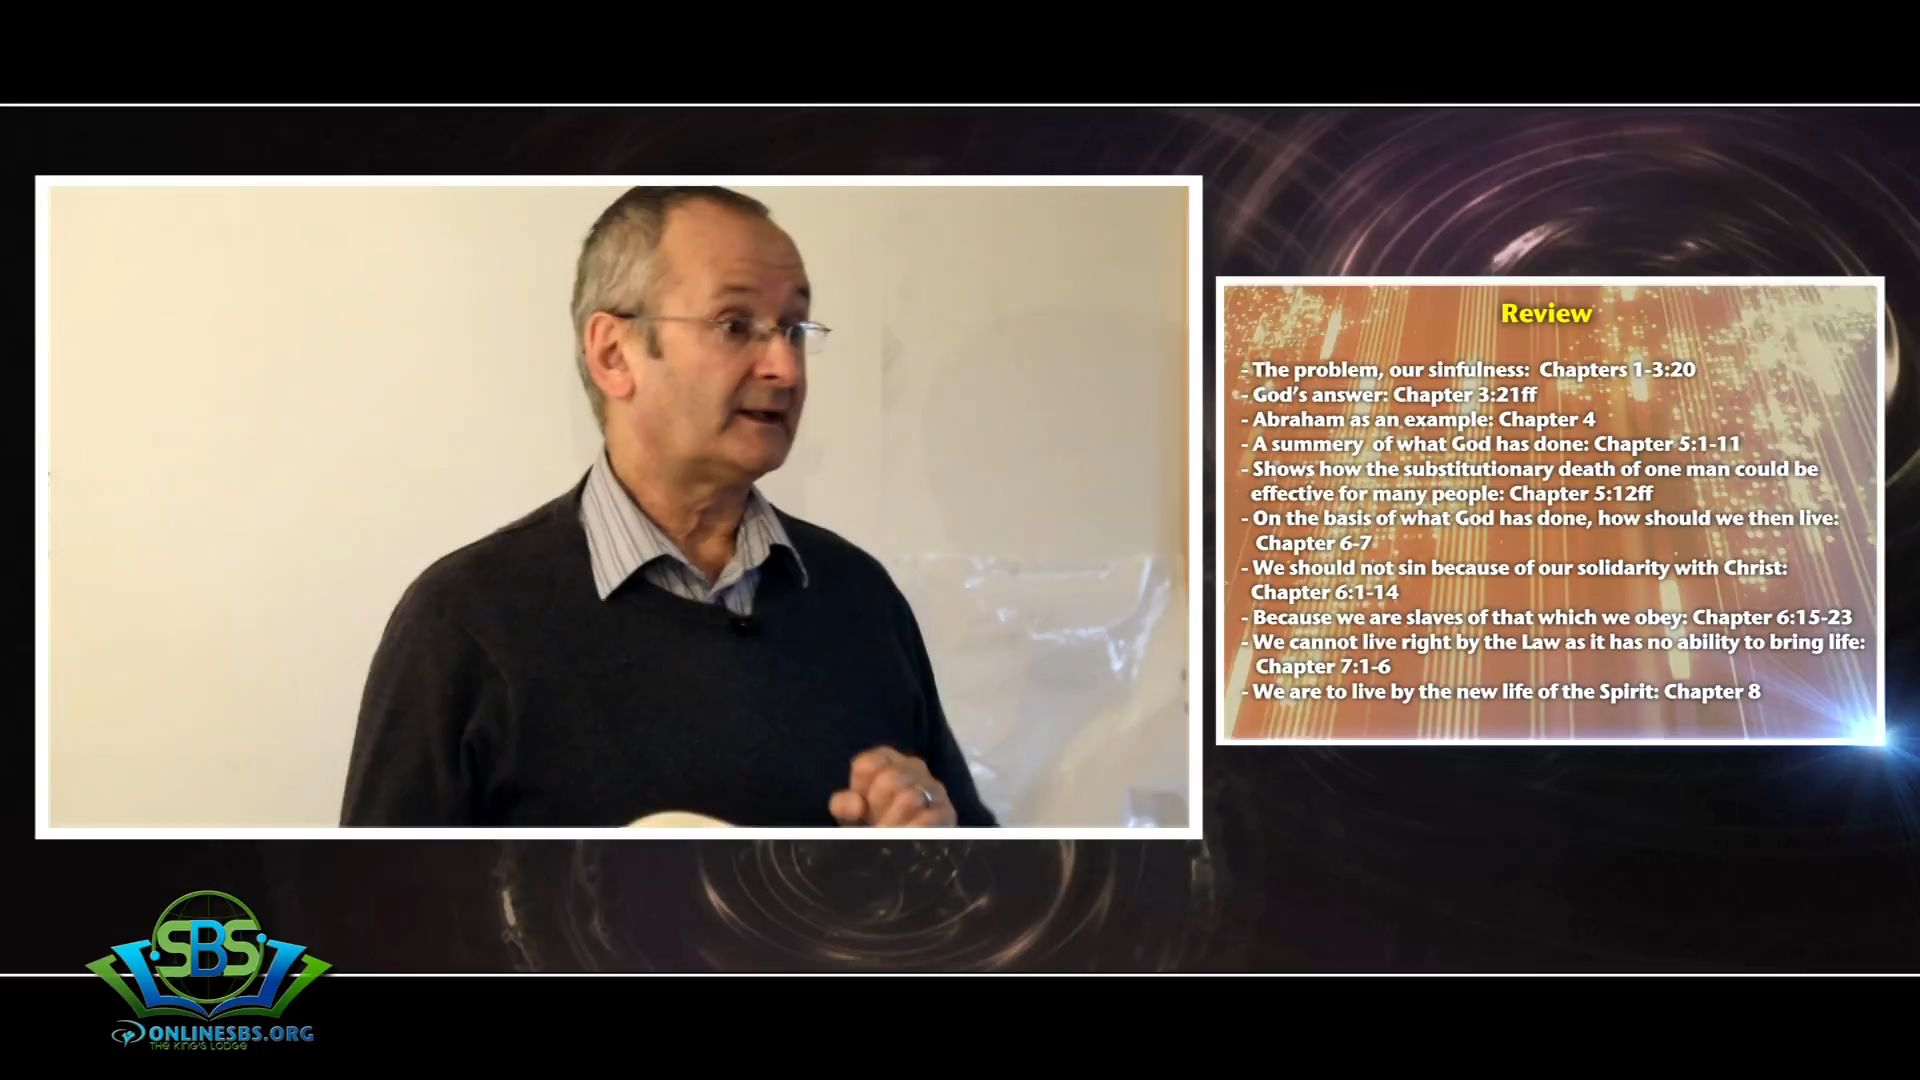 Review
- The problem, our sinfulness:  Chapters 1-3:20
- God's answer: Chapter 3:21ff
- Abraham as an example: Chapter 4
- A summery  of what God has done: Chapter 5:1-11
- Shows how the substitutionary death of one man could be
effective for many people: Chapter 5:12ff
- On the basis of what God has done, how should we then live:
Chapter 6-7
- We should not sin because of our solidarity with Christ:
Chapter 6:1-14
- Because we are slaves of that which we obey: Chapter 6:15-23
- We cannot live right by the Law as it has no ability to bring life:
Chapter 7:1-6
- We are to live by the new life of the Spirit: Chapter 8
SBS
ONLINESBS.ORG
THE KING'S LODGE